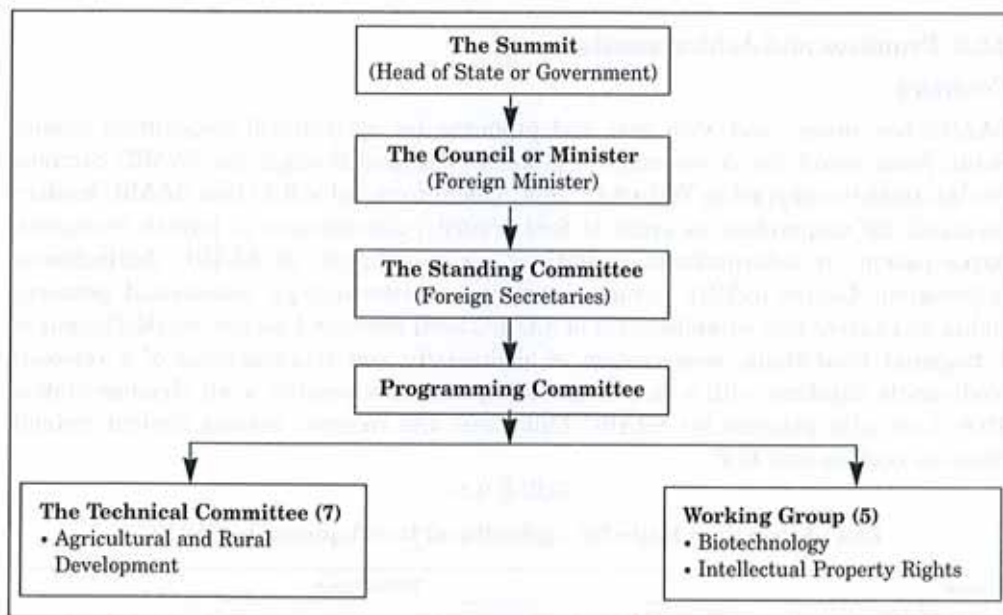 The Summit
(Head of State or Government)
The Council or Minister
(Foreign Minister)
The Standing Committee
(Foreign Secretaries)
Programming Committee
The Technical Committee (7)
• Agricultural and Rural
Development
Working Group (5)
• Biotechnology
• Intellectual Property Rights